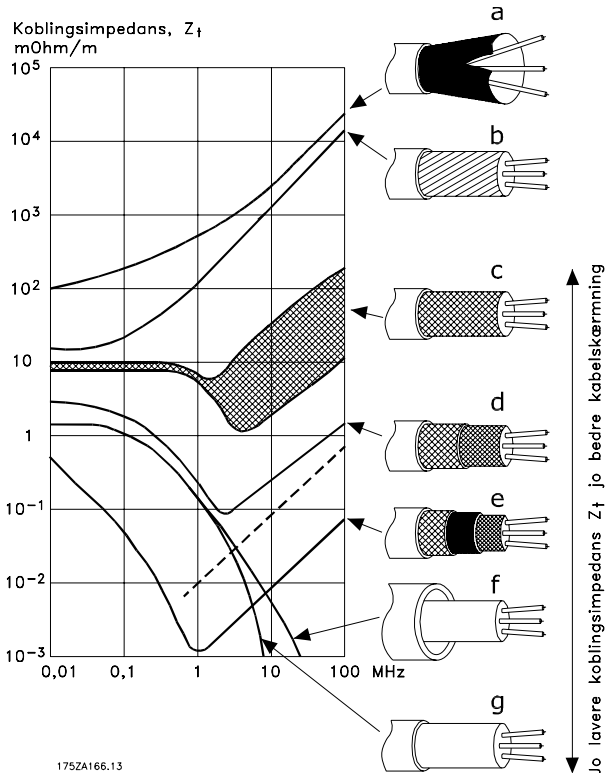 Koblingsimpedans, Zt
mOhm/m
10⁵
10⁴
10³
10²
10
1
10⁻¹
10⁻²
10⁻³
0,01 0,1 1 10 100 MHz
a
b
c
d
e
f
g
Jo lavere koblingsimpedans Zt jo bedre kabelskærmning
175ZA166.13